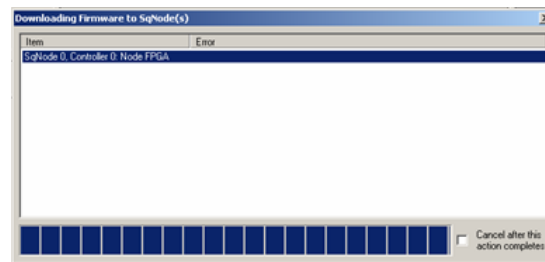 Downloading Firmware to SqNode(s)
Item Error
SqNode 0, Controller 0: Node FPGA
Cancel after this
action completes